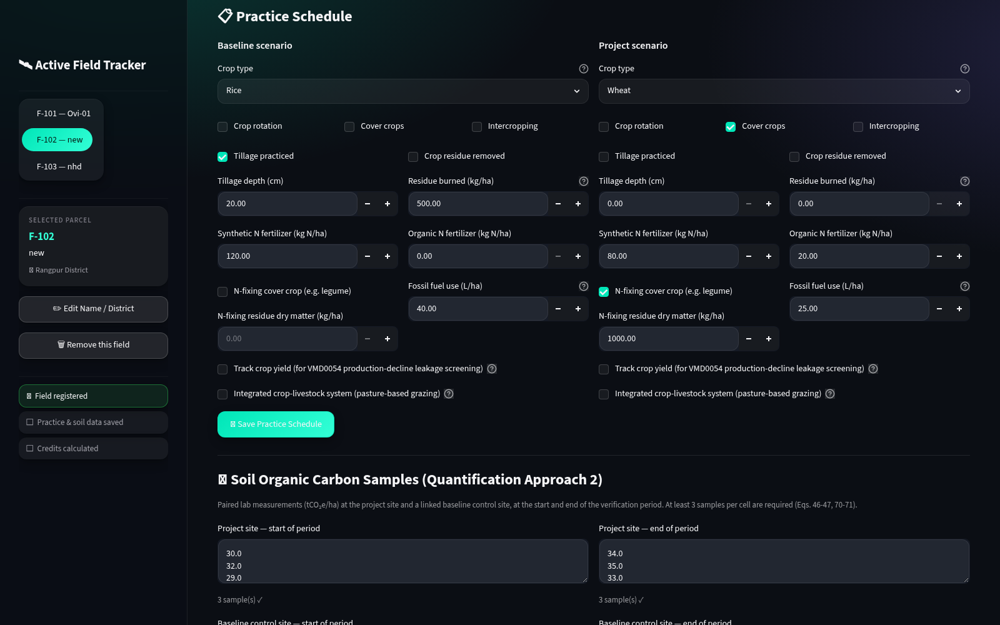 Active Field Tracker
F-101 — Ovi-01
F-102 — new
F-103 — nhd
SELECTED PARCEL
F-102
new
Rangpur District
Edit Name / District
Remove this field
Field registered
Practice & soil data saved
Credits calculated
Practice Schedule
Baseline scenario
Crop type
Rice
Crop rotation
Cover crops
Intercropping
Tillage practiced
Crop residue removed
Tillage depth (cm)
Residue burned (kg/ha)
20.00
500.00
Synthetic N fertilizer (kg N/ha)
Organic N fertilizer (kg N/ha)
120.00
0.00
N-fixing cover crop (e.g. legume)
Fossil fuel use (L/ha)
40.00
N-fixing residue dry matter (kg/ha)
0.00
Track crop yield (for VMD0054 production-decline leakage screening)
Integrated crop-livestock system (pasture-based grazing)
Project scenario
Crop type
Wheat
Crop rotation
Cover crops
Intercropping
Tillage practiced
Crop residue removed
Tillage depth (cm)
Residue burned (kg/ha)
0.00
0.00
Synthetic N fertilizer (kg N/ha)
Organic N fertilizer (kg N/ha)
80.00
20.00
N-fixing cover crop (e.g. legume)
Fossil fuel use (L/ha)
25.00
N-fixing residue dry matter (kg/ha)
1000.00
Track crop yield (for VMD0054 production-decline leakage screening)
Integrated crop-livestock system (pasture-based grazing)
Save Practice Schedule
Soil Organic Carbon Samples (Quantification Approach 2)
Paired lab measurements (tCO₂e/ha) at the project site and a linked baseline control site, at the start and end of the verification period. At least 3 samples per cell are required (Eqs. 46-47, 70-71).
Project site — start of period
30.0
32.0
29.0
3 sample(s) ✓
Project site — end of period
34.0
35.0
33.0
3 sample(s) ✓
Baseline control site — start of period
Baseline control site — end of period